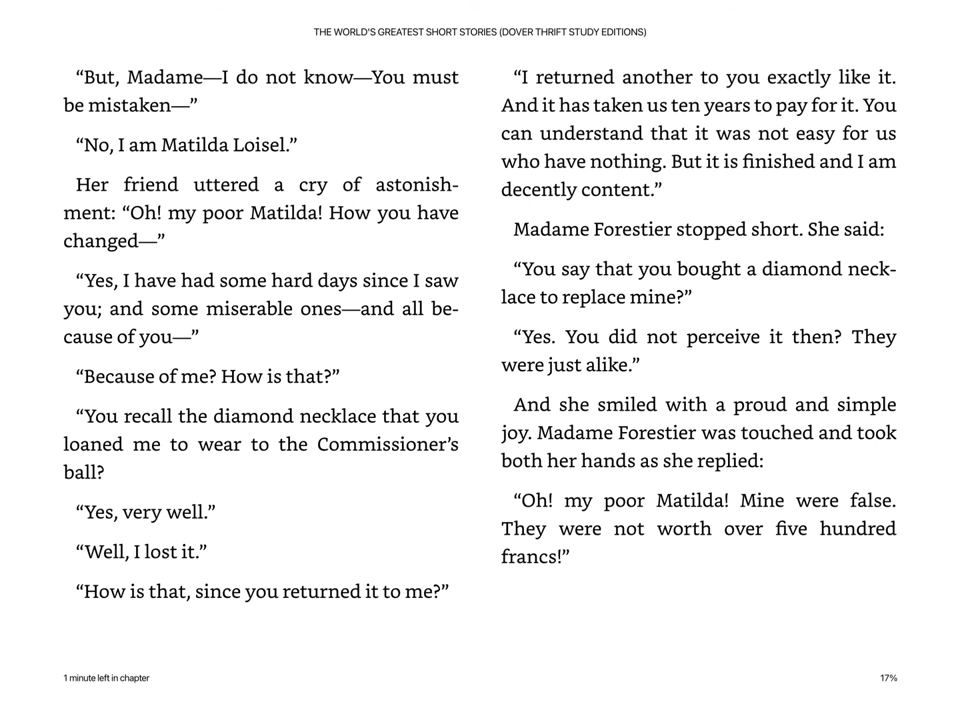 THE WORLD'S GREATEST SHORT STORIES (DOVER THRIFT STUDY EDITIONS)
“But, Madame—I do not know—You must
be mistaken—”
“No, I am Matilda Loisel.”
Her friend uttered a cry of astonish-
ment: “Oh! my poor Matilda! How you have
changed—”
“Yes, I have had some hard days since I saw
you; and some miserable ones—and all be-
cause of you—”
“Because of me? How is that?”
“You recall the diamond necklace that you
loaned me to wear to the Commissioner’s
ball?
“Yes, very well.”
“Well, I lost it.”
“How is that, since you returned it to me?”
“I returned another to you exactly like it.
And it has taken us ten years to pay for it. You
can understand that it was not easy for us
who have nothing. But it is finished and I am
decently content.”
Madame Forestier stopped short. She said:
“You say that you bought a diamond neck-
lace to replace mine?”
“Yes. You did not perceive it then? They
were just alike.”
And she smiled with a proud and simple
joy. Madame Forestier was touched and took
both her hands as she replied:
“Oh! my poor Matilda! Mine were false.
They were not worth over five hundred
francs!”
1 minute left in chapter
17%